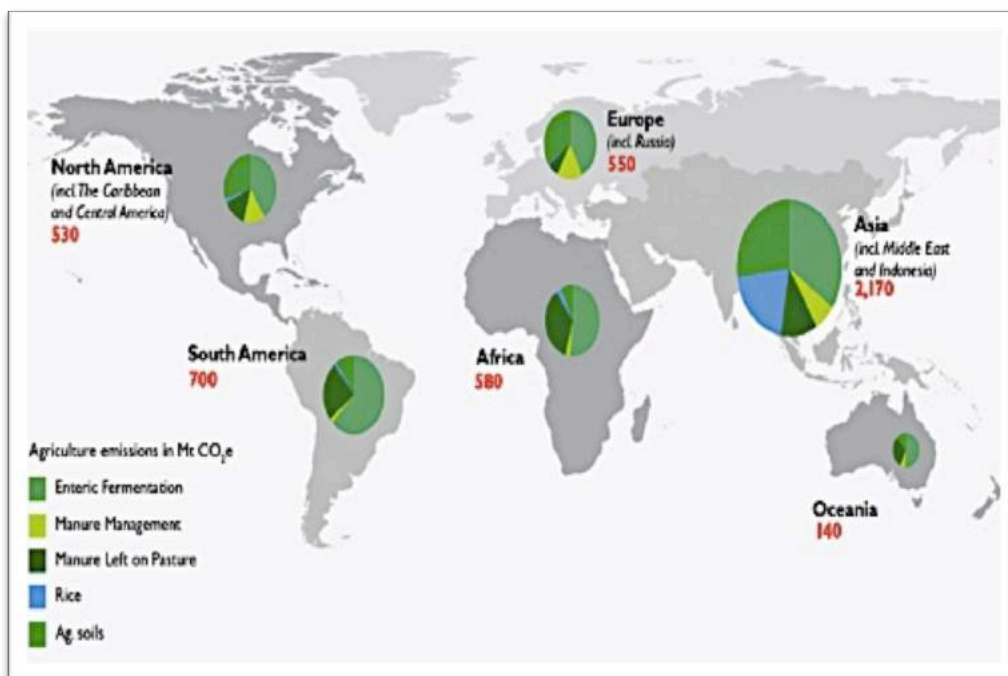 North America
(incl. The Caribbean
and Central America)
530
Europe
(incl. Russia)
550
Asia
(incl. Middle East
and Indonesia)
2,170
South America
700
Africa
580
Oceania
140
Agriculture emissions in Mt CO₂e
Enteric Fermentation
Manure Management
Manure Left on Pasture
Rice
Ag. soils